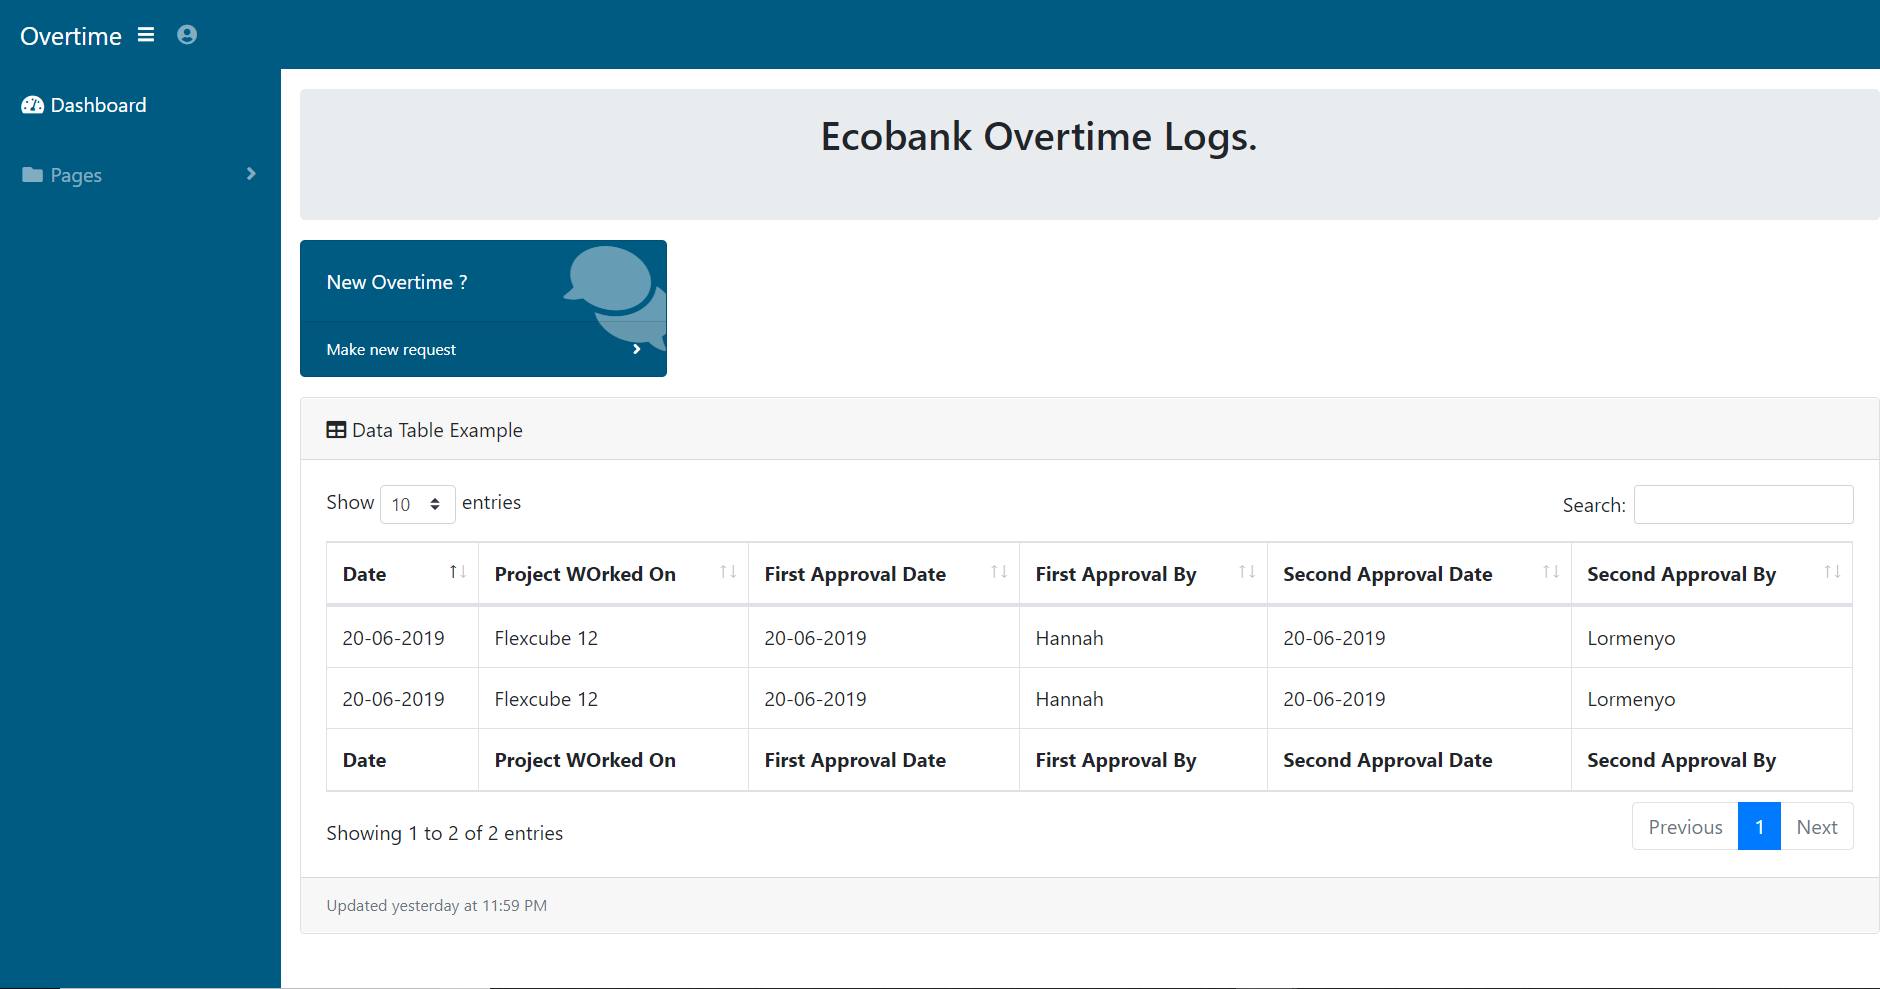 Overtime
Dashboard
Pages
Ecobank Overtime Logs.
New Overtime ?
Make new request
Data Table Example
Show 10 entries
Search:
Date Project WOrked On First Approval Date First Approval By Second Approval Date Second Approval By
20-06-2019 Flexcube 12 20-06-2019 Hannah 20-06-2019 Lormenyo
20-06-2019 Flexcube 12 20-06-2019 Hannah 20-06-2019 Lormenyo
Date Project WOrked On First Approval Date First Approval By Second Approval Date Second Approval By
Showing 1 to 2 of 2 entries
Previous 1 Next
Updated yesterday at 11:59 PM